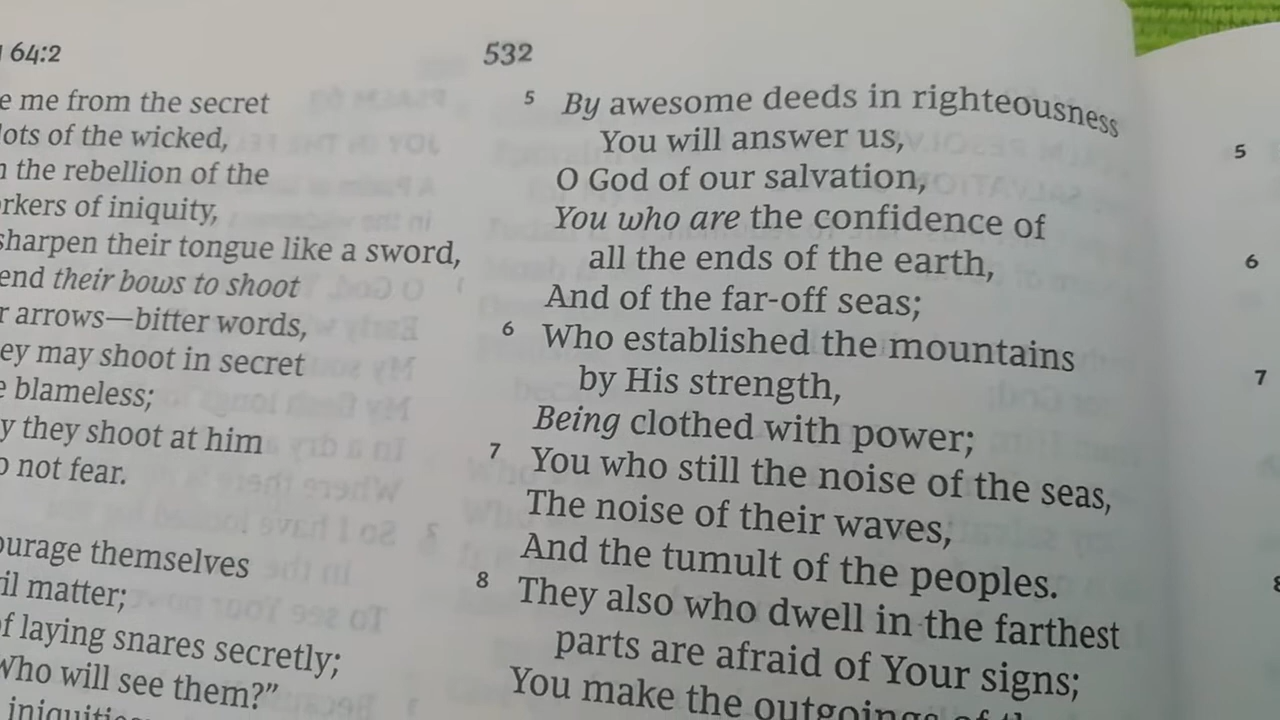 64:2
532
me from the secret
of the wicked,
the rebellion of the
of iniquity,
sharpen their tongue like a sword,
their bows to shoot
arrows—bitter words,
may shoot in secret
blameless;
they shoot at him
not fear.
themselves
matter;
of laying snares secretly;
Who will see them?”
5 By awesome deeds in righteousness
You will answer us,
O God of our salvation,
You who are the confidence of
all the ends of the earth,
And of the far-off seas;
6 Who established the mountains
by His strength,
Being clothed with power;
7 You who still the noise of the seas,
The noise of their waves,
And the tumult of the peoples.
8 They also who dwell in the farthest
parts are afraid of Your signs;
You make the outgoings of
5
6
7